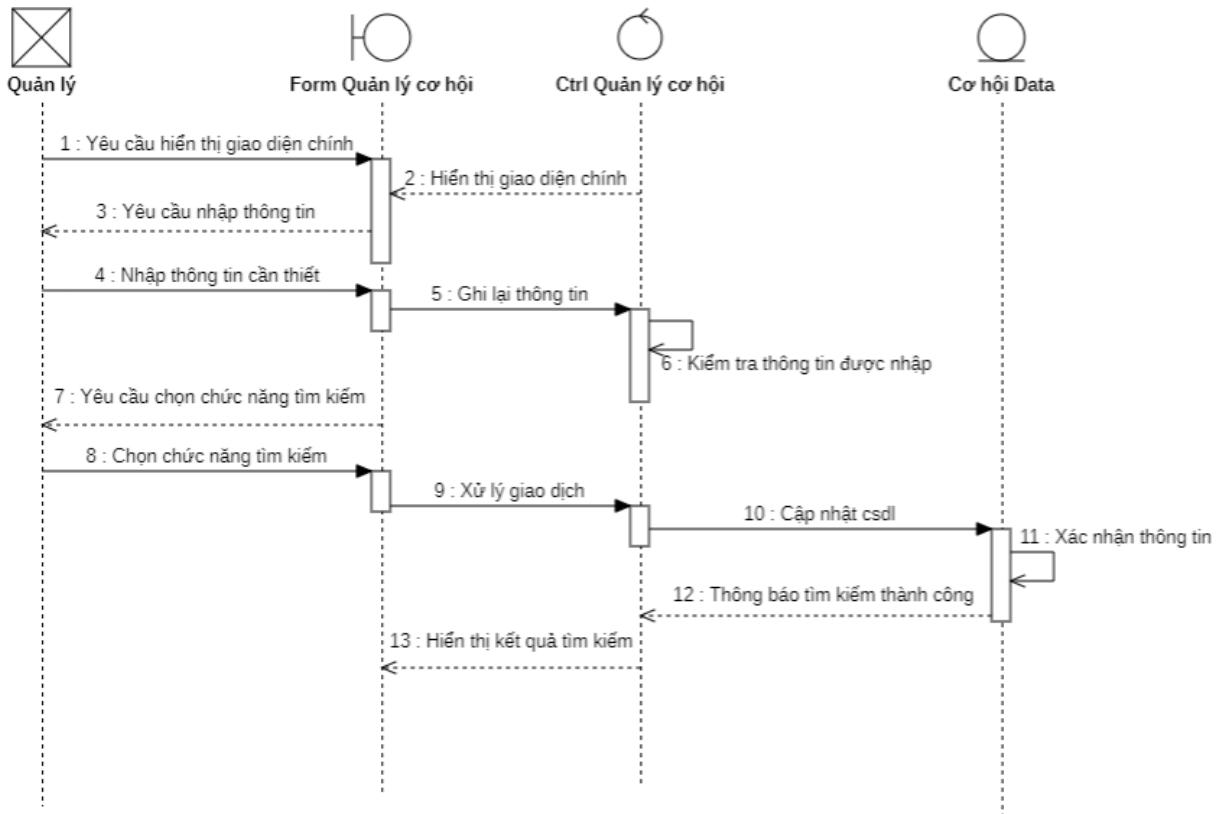 Quản lý
Form Quản lý cơ hội
Ctrl Quản lý cơ hội
Cơ hội Data
1 : Yêu cầu hiển thị giao diện chính
2 : Hiển thị giao diện chính
3 : Yêu cầu nhập thông tin
4 : Nhập thông tin cần thiết
5 : Ghi lại thông tin
6 : Kiểm tra thông tin được nhập
7 : Yêu cầu chọn chức năng tìm kiếm
8 : Chọn chức năng tìm kiếm
9 : Xử lý giao dịch
10 : Cập nhật csdl
11 : Xác nhận thông tin
12 : Thông báo tìm kiếm thành công
13 : Hiển thị kết quả tìm kiếm